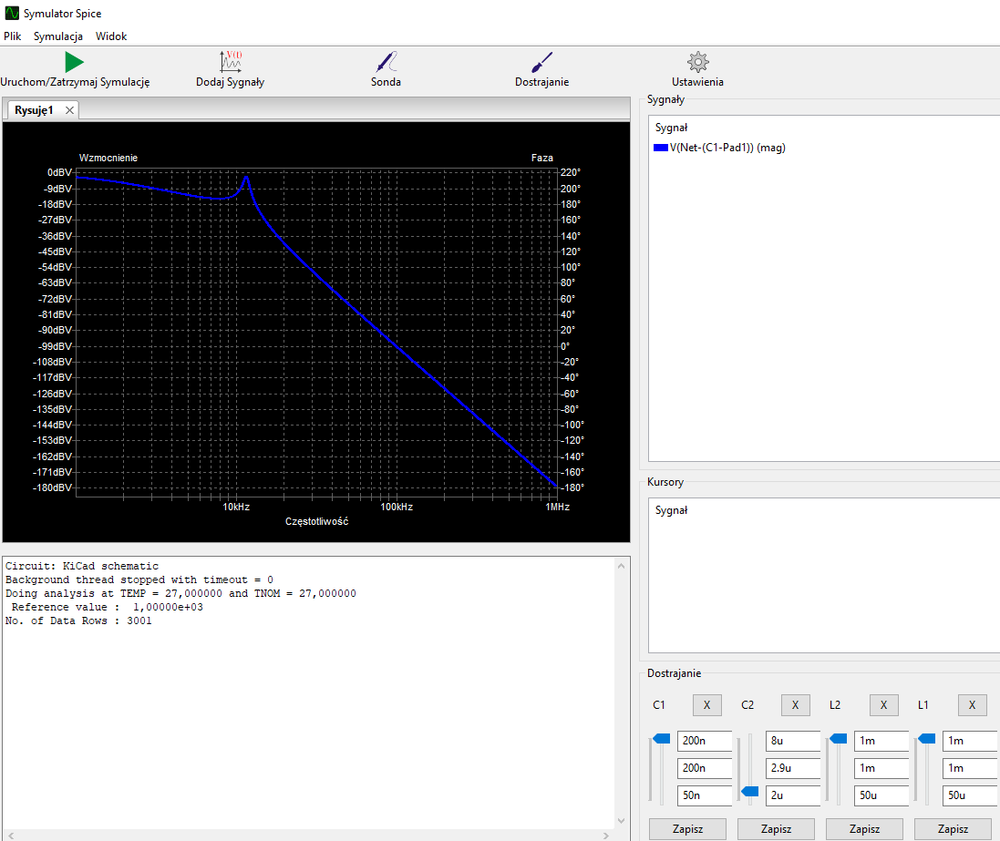 Symulator Spice
Plik Symulacja Widok
Uruchom/Zatrzymaj Symulację Dodaj Sygnały Sonda Dostrajanie Ustawienia
Rysuję1
Wzmocnienie Faza
0dBV 220°
-9dBV 200°
-18dBV 180°
-27dBV 160°
-36dBV 140°
-45dBV 120°
-54dBV 100°
-63dBV 80°
-72dBV 60°
-81dBV 40°
-90dBV 20°
-99dBV 0°
-108dBV -20°
-117dBV -40°
-126dBV -60°
-135dBV -80°
-144dBV -100°
-153dBV -120°
-162dBV -140°
-171dBV -160°
-180dBV -180°
10kHz 100kHz 1MHz
Częstotliwość
Circuit: KiCad schematic
Background thread stopped with timeout = 0
Doing analysis at TEMP = 27,000000 and TNOM = 27,000000
Reference value : 1,00000e+03
No. of Data Rows : 3001
Sygnały
Sygnał
V(Net-(C1-Pad1)) (mag)
Kursory
Sygnał
Dostrajanie
C1 X C2 X L2 X L1 X
200n 8u 1m 1m
200n 2.9u 1m 1m
50n 2u 50u 50u
Zapisz Zapisz Zapisz Zapisz